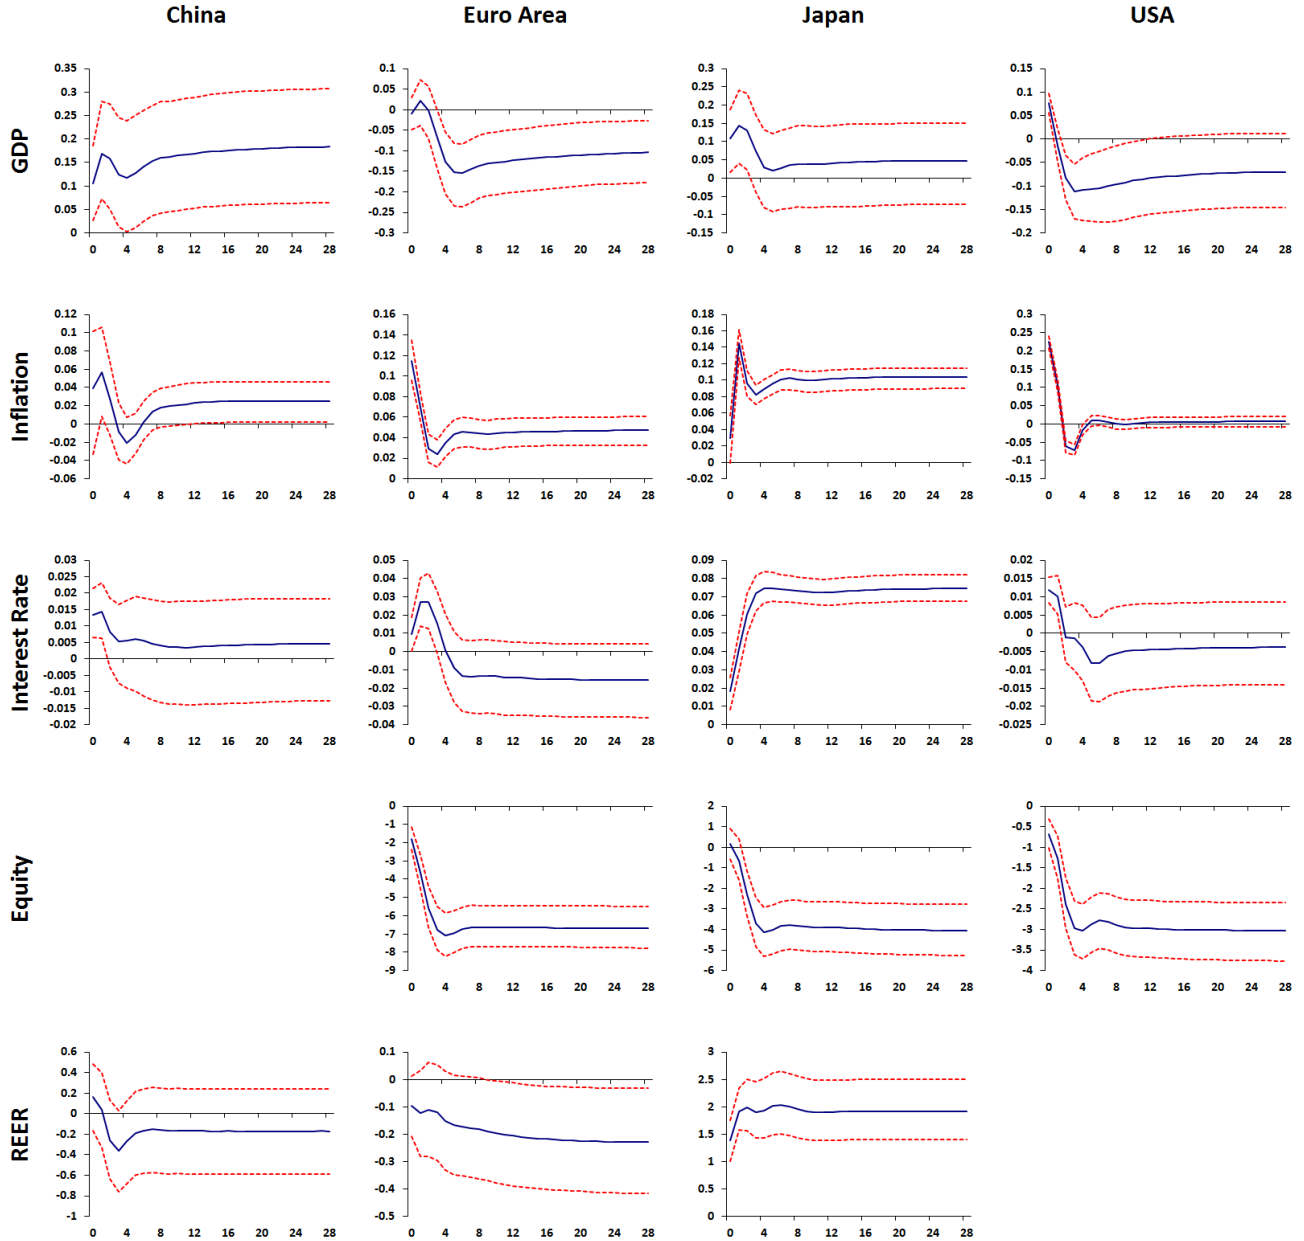 China Euro Area Japan USA
GDP
0.35 0.3 0.25 0.2 0.15 0.1 0.05 0
0 4 8 12 16 20 24 28
0.1 0.05 0 -0.05 -0.1 -0.15 -0.2 -0.25 -0.3
0 4 8 12 16 20 24 28
0.3 0.25 0.2 0.15 0.1 0.05 0 -0.05 -0.1 -0.15
0 4 8 12 16 20 24 28
0.15 0.1 0.05 0 -0.05 -0.1 -0.15 -0.2
0 4 8 12 16 20 24 28
Inflation
0.12 0.1 0.08 0.06 0.04 0.02 0 -0.02 -0.04 -0.06
0 4 8 12 16 20 24 28
0.16 0.14 0.12 0.1 0.08 0.06 0.04 0.02 0
0 4 8 12 16 20 24 28
0.18 0.16 0.14 0.12 0.1 0.08 0.06 0.04 0.02 0 -0.02
0 4 8 12 16 20 24 28
0.3 0.25 0.2 0.15 0.1 0.05 0 -0.05 -0.1 -0.15
0 4 8 12 16 20 24 28
Interest Rate
0.03 0.025 0.02 0.015 0.01 0.005 0 -0.005 -0.01 -0.015 -0.02
0 4 8 12 16 20 24 28
0.05 0.04 0.03 0.02 0.01 0 -0.01 -0.02 -0.03 -0.04
0 4 8 12 16 20 24 28
0.09 0.08 0.07 0.06 0.05 0.04 0.03 0.02 0.01 0
0 4 8 12 16 20 24 28
0.02 0.015 0.01 0.005 0 -0.005 -0.01 -0.015 -0.02 -0.025
0 4 8 12 16 20 24 28
Equity
0 -1 -2 -3 -4 -5 -6 -7 -8 -9
0 4 8 12 16 20 24 28
2 1 0 -1 -2 -3 -4 -5 -6
0 4 8 12 16 20 24 28
0 -0.5 -1 -1.5 -2 -2.5 -3 -3.5 -4
0 4 8 12 16 20 24 28
REER
0.6 0.4 0.2 0 -0.2 -0.4 -0.6 -0.8 -1
0 4 8 12 16 20 24 28
0.1 0 -0.1 -0.2 -0.3 -0.4 -0.5
0 4 8 12 16 20 24 28
3 2.5 2 1.5 1 0.5 0
0 4 8 12 16 20 24 28